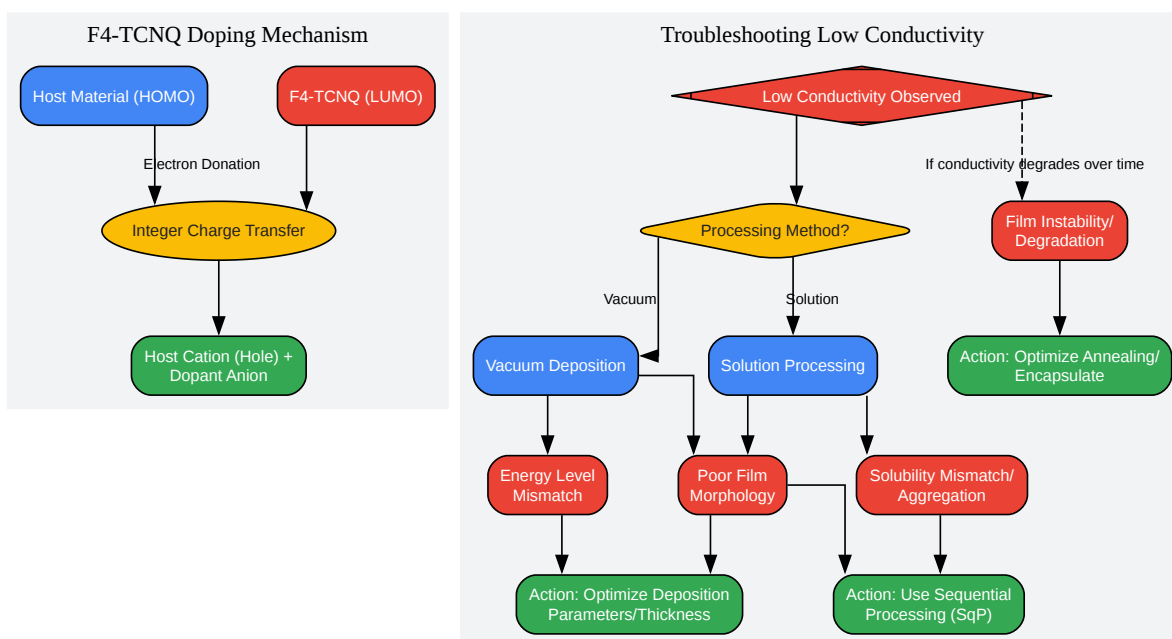 F4-TCNQ Doping Mechanism
Host Material (HOMO)
F4-TCNQ (LUMO)
Electron Donation
Integer Charge Transfer
Host Cation (Hole) +
Dopant Anion
Troubleshooting Low Conductivity
Low Conductivity Observed
If conductivity degrades over time
Processing Method?
Film Instability/
Degradation
Vacuum
Solution
Vacuum Deposition
Solution Processing
Action: Optimize Annealing/
Encapsulate
Energy Level
Mismatch
Poor Film
Morphology
Solubility Mismatch/
Aggregation
Action: Optimize Deposition
Parameters/Thickness
Action: Use Sequential
Processing (SqP)